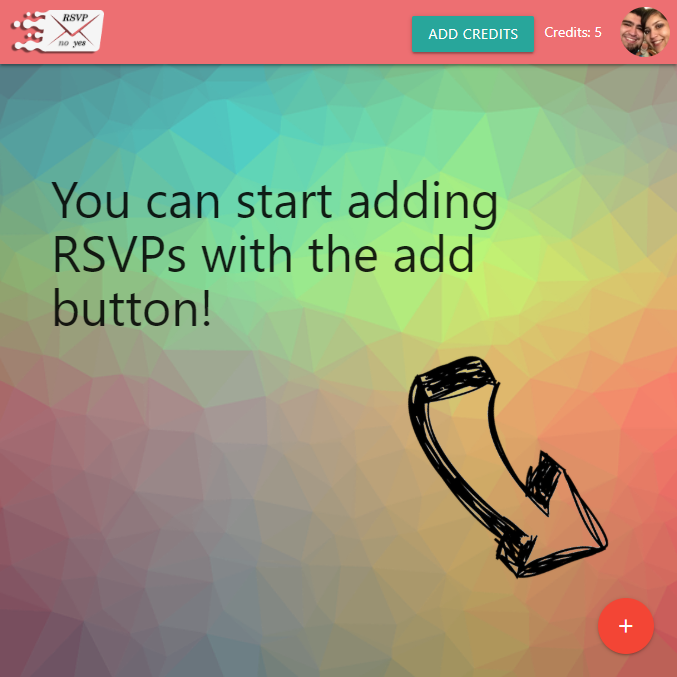 RSVP
no yes
ADD CREDITS
Credits: 5
You can start adding
RSVPs with the add
button!
+